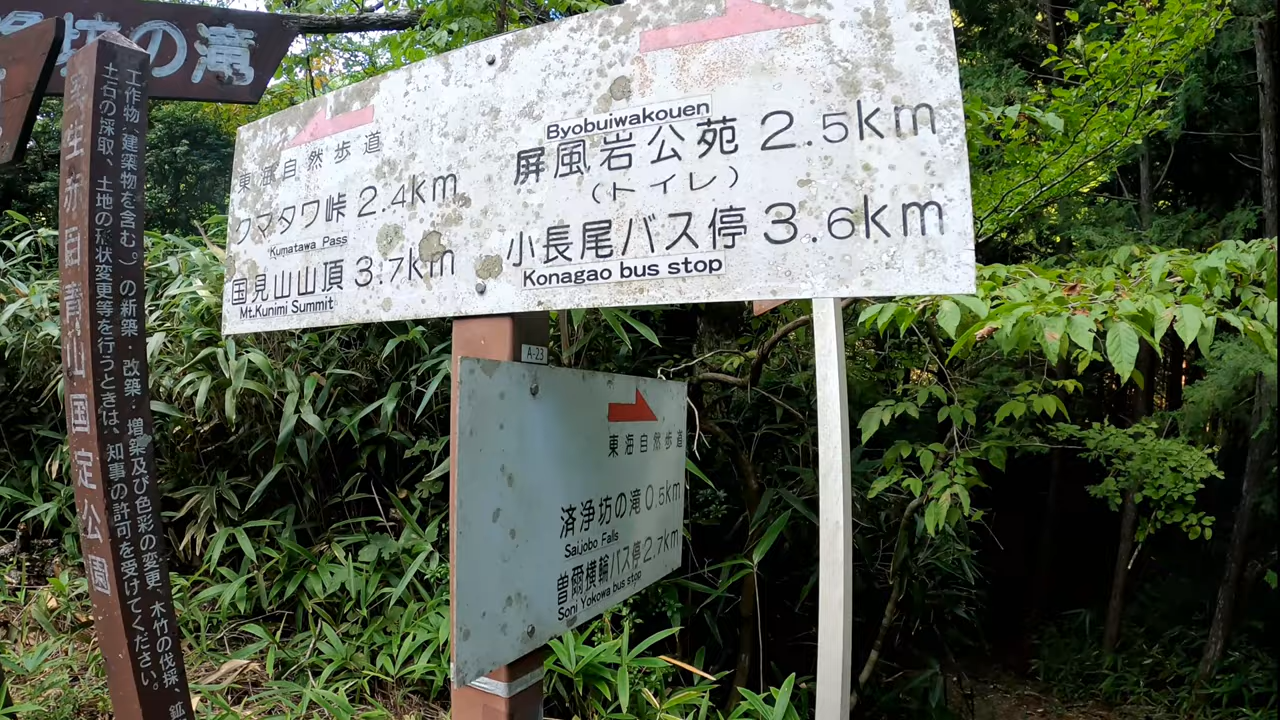 坊の滝
室生赤目青山国定公園
工作物(建築物を含む。)の新築・改築・増築及び色彩の変更、木竹の伐採、鉱
土石の採取、土地の形状変更等を行うときは、知事の許可を受けてください。
東海自然歩道
クマタワ峠 2.4km
Kumatawa Pass
国見山山頂 3.7km
Mt.Kunimi Summit
Byobuiwakouen
屏風岩公苑 2.5km
(トイレ)
小長尾バス停 3.6km
Konagao bus stop
A-23
東海自然歩道
済浄坊の滝 0.5km
Saijobo Falls
曽爾横輪バス停 2.7km
Soni Yokowa bus stop